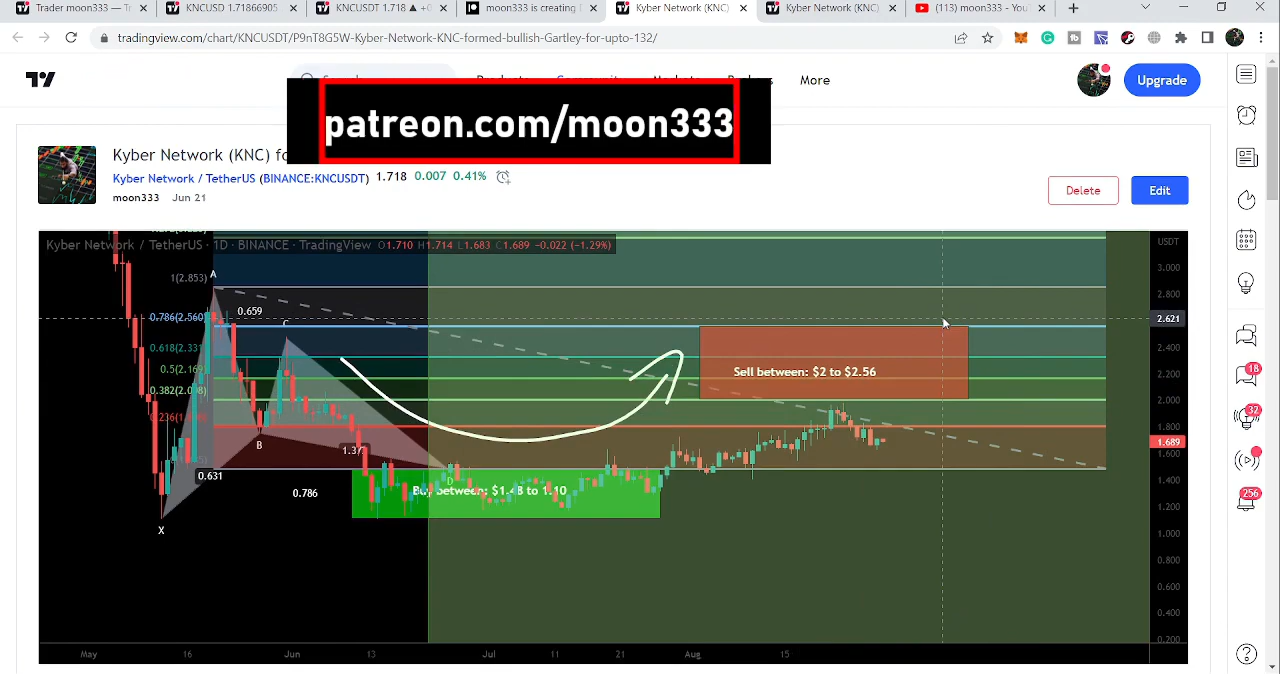 Trader moon333 — T
KNCUSD 1.71866905
KNCUSDT 1.718 ▲ +0
moon333 is creating
Kyber Network (KNC)
Kyber Network (KNC)
(113) moon333 - You
tradingview.com/chart/KNCUSDT/P9nT8G5W-Kyber-Network-KNC-formed-bullish-Gartley-for-upto-132/
More
Upgrade
patreon.com/moon333
Kyber Network (KNC) fo
Kyber Network / TetherUS (BINANCE:KNCUSDT) 1.718 0.007 0.41%
moon333 Jun 21
Delete
Edit
Kyber Network / TetherUS · 1D · BINANCE · TradingView O1.710 H1.714 L1.683 C1.689 -0.022 (-1.29%)
USDT
3.000
2.800
2.621
2.400
2.200
2.000
1.800
1.689
1.600
1.400
1.200
1.000
0.800
0.600
0.400
0.200
1(2.853)
A
0.659
0.786(2.560)
C
0.618(2.331
0.5(2.169
0.382(2.008)
Sell between: $2 to $2.56
B
1.37
0.631
0.786
D
Buy between: $1.48 to 1.10
X
May
16
Jun
13
Jul
11
21
Aug
15
18
32
256